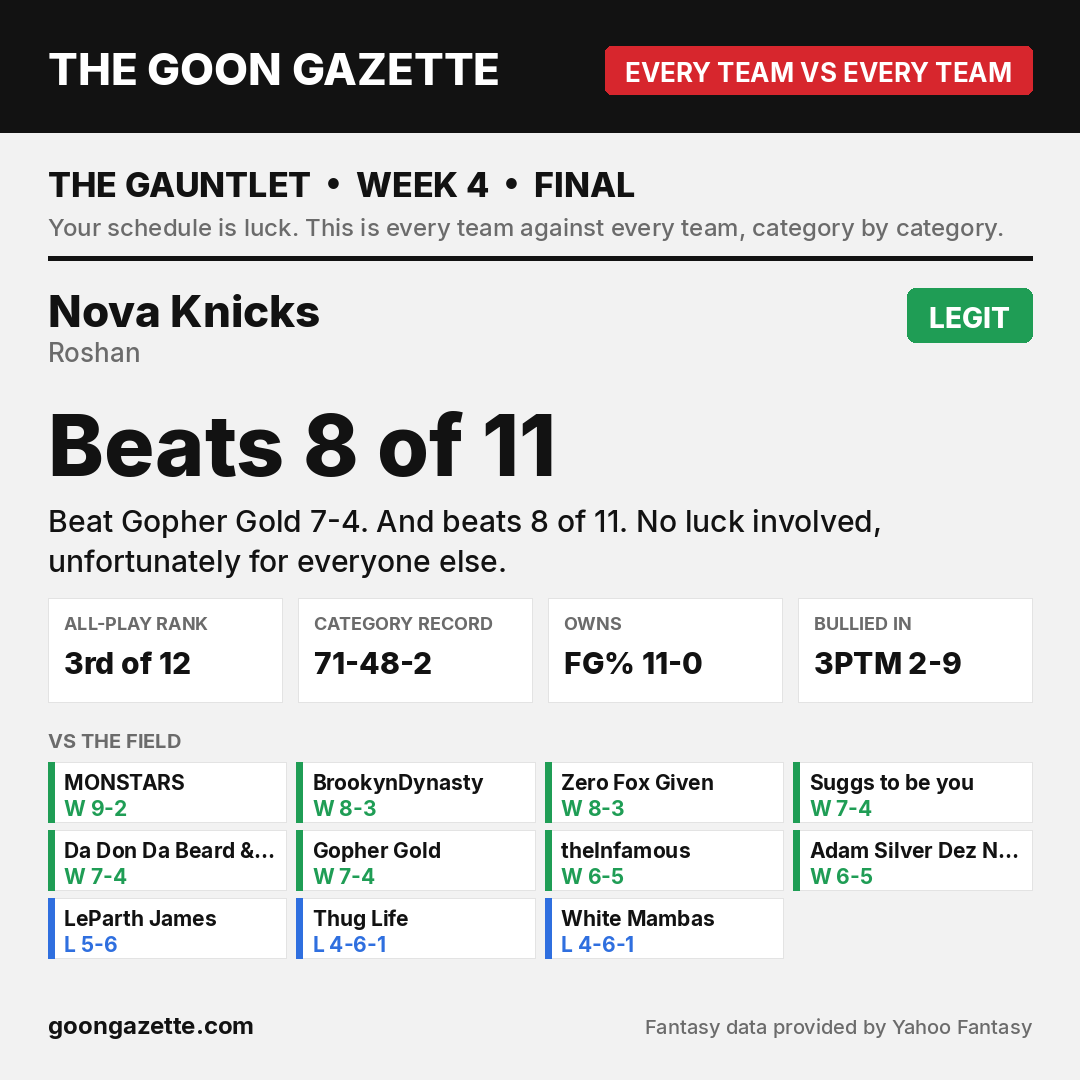 THE GOON GAZETTE
EVERY TEAM VS EVERY TEAM
THE GAUNTLET • WEEK 4 • FINAL
Your schedule is luck. This is every team against every team, category by category.
Nova Knicks
LEGIT
Roshan
Beats 8 of 11
Beat Gopher Gold 7-4. And beats 8 of 11. No luck involved,
unfortunately for everyone else.
ALL-PLAY RANK
3rd of 12
CATEGORY RECORD
71-48-2
OWNS
FG% 11-0
BULLIED IN
3PTM 2-9
VS THE FIELD
MONSTARS
W 9-2
BrookynDynasty
W 8-3
Zero Fox Given
W 8-3
Suggs to be you
W 7-4
Da Don Da Beard &...
W 7-4
Gopher Gold
W 7-4
theInfamous
W 6-5
Adam Silver Dez N...
W 6-5
LeParth James
L 5-6
Thug Life
L 4-6-1
White Mambas
L 4-6-1
goongazette.com
Fantasy data provided by Yahoo Fantasy